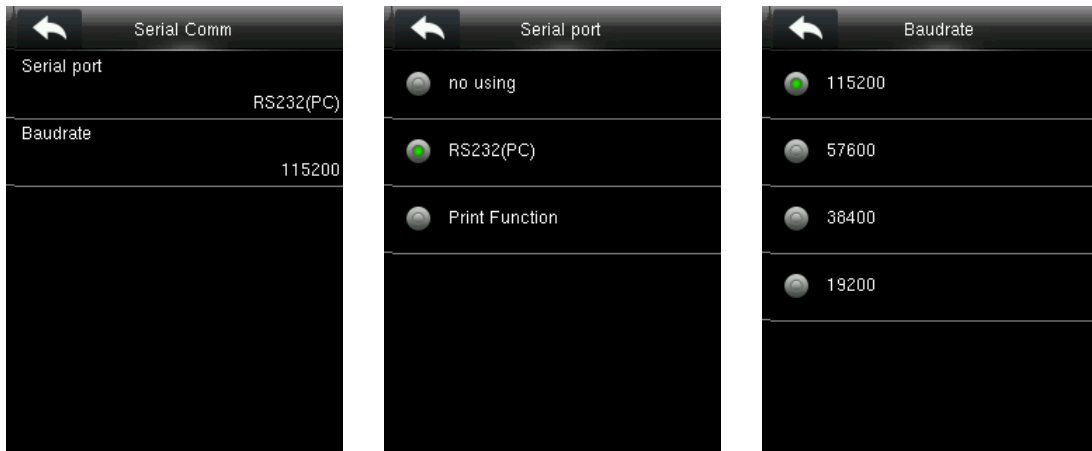 Serial Comm
Serial port
RS232(PC)
Baudrate
115200
Serial port
no using
RS232(PC)
Print Function
Baudrate
115200
57600
38400
19200